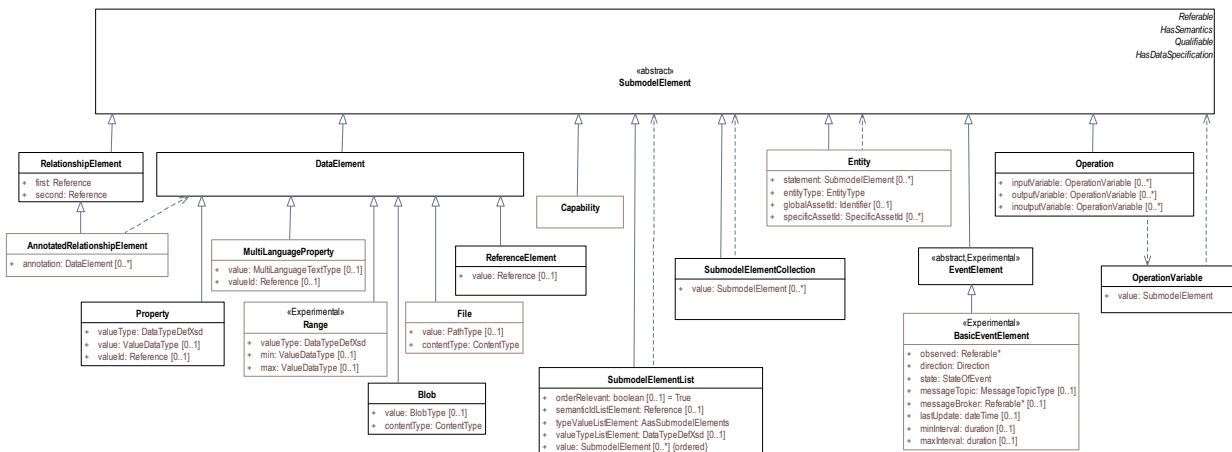 Referable
HasSemantics
Qualifiable
HasDataSpecification
«abstract»
SubmodelElement
RelationshipElement
+ first: Reference
+ second: Reference
DataElement
Capability
Entity
+ statement: SubmodelElement [0..*]
+ entityType: EntityType
+ globalAssetId: Identifier [0..1]
+ specificAssetId: SpecificAssetId [0..*]
Operation
+ inputVariable: OperationVariable [0..*]
+ outputVariable: OperationVariable [0..*]
+ inoutputVariable: OperationVariable [0..*]
AnnotatedRelationshipElement
+ annotation: DataElement [0..*]
MultiLanguageProperty
+ value: MultiLanguageTextType [0..1]
+ valueId: Reference [0..1]
ReferenceElement
+ value: Reference [0..1]
SubmodelElementCollection
+ value: SubmodelElement [0..*]
«abstract,Experimental»
EventElement
OperationVariable
+ value: SubmodelElement
Property
+ valueType: DataTypeDefXsd
+ value: ValueDataType [0..1]
+ valueId: Reference [0..1]
«Experimental»
Range
+ valueType: DataTypeDefXsd
+ min: ValueDataType [0..1]
+ max: ValueDataType [0..1]
File
+ value: PathType [0..1]
+ contentType: ContentType
Blob
+ value: BlobType [0..1]
+ contentType: ContentType
SubmodelElementList
+ orderRelevant: boolean [0..1] = True
+ semanticIdListElement: Reference [0..1]
+ typeValueListElement: AasSubmodelElements
+ valueTypeListElement: DataTypeDefXsd [0..1]
+ value: SubmodelElement [0..*] {ordered}
«Experimental»
BasicEventElement
+ observed: Referable*
+ direction: Direction
+ state: StateOfEvent
+ messageTopic: MessageTopicType [0..1]
+ messageBroker: Referable* [0..1]
+ lastUpdate: dateTime [0..1]
+ minInterval: duration [0..1]
+ maxInterval: duration [0..1]